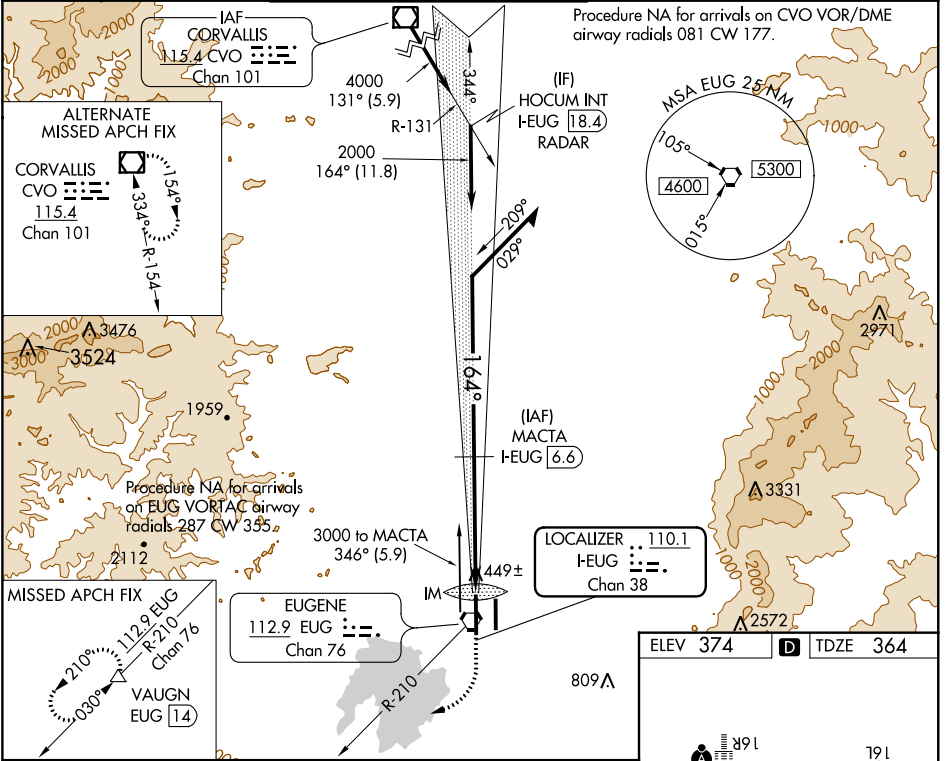 IAF
CORVALLIS
115.4 CVO
Chan 101
Procedure NA for arrivals on CVO VOR/DME
airway radials 081 CW 177.
2000
2000
4000
131° (5.9)
R-131
344°
(IF)
HOCUM INT
I-EUG 18.4
RADAR
2000
164° (11.8)
MSA EUG 25 NM
105°
4600
5300
015°
1000
ALTERNATE
MISSED APCH FIX
CORVALLIS
CVO
115.4
Chan 101
154°
334°
R-154
209°
029°
2000
3476
3000
3524
1959
164°
2971
2000
1000
(IAF)
MACTA
I-EUG 6.6
3331
Procedure NA for arrivals
on EUG VORTAC airway
radials 287 CW 355.
2112
3000 to MACTA
346° (5.9)
LOCALIZER 110.1
I-EUG
Chan 38
449±
IM
1000
2000
2572
MISSED APCH FIX
112.9 EUG
R-210
Chan 76
210°
030°
VAUGN
EUG 14
EUGENE
112.9 EUG
Chan 76
R-210
809
ELEV 374
D
TDZE 364
A
16R
16L